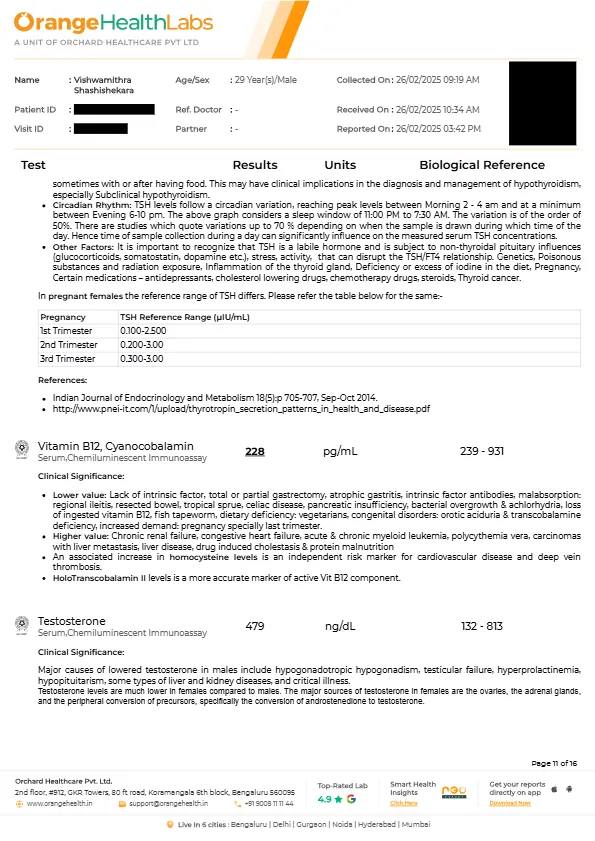 OrangeHealthLabs
A UNIT OF ORCHARD HEALTHCARE PVT LTD
Name : Vishwamithra Shashishekara Age/Sex : 29 Year(s)/Male Collected On : 26/02/2025 09:19 AM
Patient ID : Ref. Doctor : - Received On : 26/02/2025 10:34 AM
Visit ID : Partner : - Reported On : 26/02/2025 03:42 PM
Test Results Units Biological Reference
sometimes with or after having food. This may have clinical implications in the diagnosis and management of hypothyroidism,
especially Subclinical hypothyroidism.
• Circadian Rhythm: TSH levels follow a circadian variation, reaching peak levels between Morning 2 - 4 am and at a minimum
between Evening 6-10 pm. The above graph considers a sleep window of 11:00 PM to 7:30 AM. The variation is of the order of
50%. There are studies which quote variations up to 70 % depending on when the sample is drawn during which time of the
day. Hence time of sample collection during a day can significantly influence on the measured serum TSH concentrations.
• Other Factors: It is important to recognize that TSH is a labile hormone and is subject to non-thyroidal pituitary influences
(glucocorticoids, somatostatin, dopamine etc.), stress, activity, that can disrupt the TSH/FT4 relationship. Genetics, Poisonous
substances and radiation exposure, Inflammation of the thyroid gland, Deficiency or excess of iodine in the diet, Pregnancy,
Certain medications – antidepressants, cholesterol lowering drugs, chemotherapy drugs, steroids, Thyroid cancer.
In pregnant females the reference range of TSH differs. Please refer the table below for the same:-
Pregnancy TSH Reference Range (µIU/mL)
1st Trimester 0.100-2.500
2nd Trimester 0.200-3.00
3rd Trimester 0.300-3.00
References:
• Indian Journal of Endocrinology and Metabolism 18(5):p 705-707, Sep-Oct 2014.
• http://www.pnei-it.com/1/upload/thyrotropin_secretion_patterns_in_health_and_disease.pdf
Vitamin B12, Cyanocobalamin 228 pg/mL 239 - 931
Serum,Chemiluminescent Immunoassay
Clinical Significance:
• Lower value: Lack of intrinsic factor, total or partial gastrectomy, atrophic gastritis, intrinsic factor antibodies, malabsorption:
regional ileitis, resected bowel, tropical sprue, celiac disease, pancreatic insufficiency, bacterial overgrowth & achlorhydria, loss
of ingested vitamin B12, fish tapeworm, dietary deficiency: vegetarians, congenital disorders: orotic aciduria & transcobalamine
deficiency, increased demand: pregnancy specially last trimester.
• Higher value: Chronic renal failure, congestive heart failure, acute & chronic myeloid leukemia, polycythemia vera, carcinomas
with liver metastasis, liver disease, drug induced cholestasis & protein malnutrition
• An associated increase in homocysteine levels is an independent risk marker for cardiovascular disease and deep vein
thrombosis.
• HoloTranscobalamin II levels is a more accurate marker of active Vit B12 component.
Testosterone 479 ng/dL 132 - 813
Serum,Chemiluminescent Immunoassay
Clinical Significance:
Major causes of lowered testosterone in males include hypogonadotropic hypogonadism, testicular failure, hyperprolactinemia,
hypopituitarism, some types of liver and kidney diseases, and critical illness.
Testosterone levels are much lower in females compared to males. The major sources of testosterone in females are the ovaries, the adrenal glands,
and the peripheral conversion of precursors, specifically the conversion of androstenedione to testosterone.
Page 11 of 16
Orchard Healthcare Pvt. Ltd.
2nd floor, #912, GKR Towers, 80 ft road, Koramangala 6th block, Bengaluru 560095
www.orangehealth.in support@orangehealth.in +91 9008 11 11 44
Top-Rated Lab
4.9 ★ G
Smart Health
Insights
Click Here
Get your reports
directly on app
Download Now
Live in 6 cities : Bengaluru | Delhi | Gurgaon | Noida | Hyderabad | Mumbai